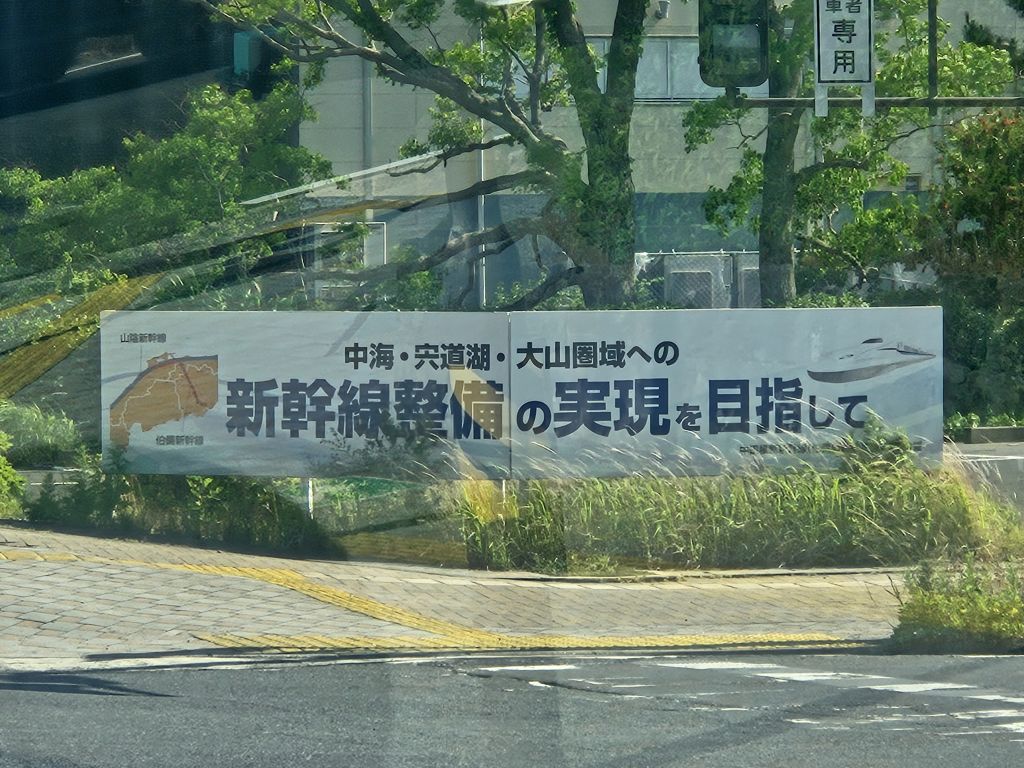 車者
専用
山陰新幹線
中海・宍道湖・大山圏域への
新幹線整備の実現を目指して
伯備新幹線